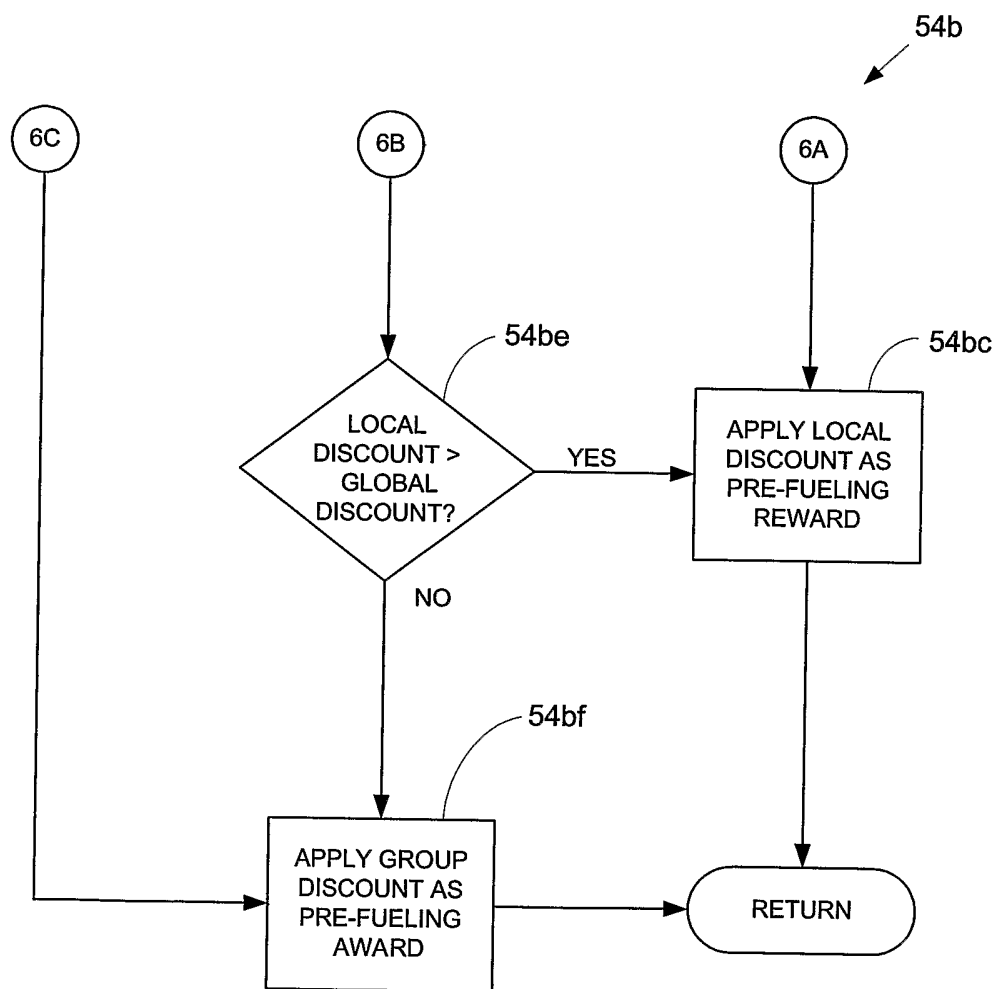 54b
6C
6B
6A
54be
54bc
LOCAL
DISCOUNT >
GLOBAL
DISCOUNT?
YES
APPLY LOCAL
DISCOUNT AS
PRE-FUELING
REWARD
NO
54bf
APPLY GROUP
DISCOUNT AS
PRE-FUELING
AWARD
RETURN